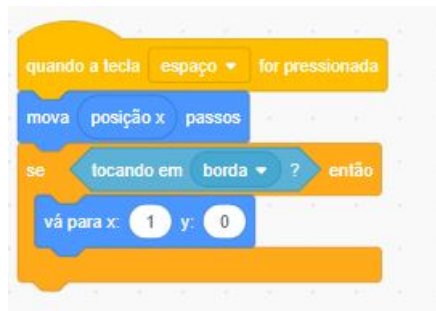 quando a tecla espaço for pressionada
mova posição x passos
se tocando em borda ? então
vá para x: 1 y: 0